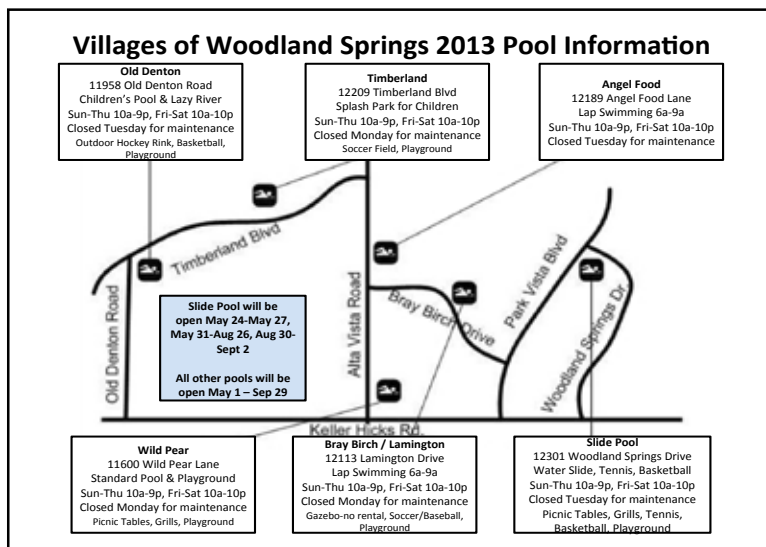 Villages of Woodland Springs 2013 Pool Information
Old Denton
11958 Old Denton Road
Children's Pool & Lazy River
Sun-Thu 10a-9p, Fri-Sat 10a-10p
Closed Tuesday for maintenance
Outdoor Hockey Rink, Basketball,
Playground
Timberland
12209 Timberland Blvd
Splash Park for Children
Sun-Thu 10a-9p, Fri-Sat 10a-10p
Closed Monday for maintenance
Soccer Field, Playground
Angel Food
12189 Angel Food Lane
Lap Swimming 6a-9a
Sun-Thu 10a-9p, Fri-Sat 10a-10p
Closed Tuesday for maintenance
Timberland Blvd
Old Denton Road
Slide Pool will be
open May 24-May 27,
May 31-Aug 26, Aug 30-
Sept 2
All other pools will be
open May 1 – Sep 29
Alta Vista Road
Bray Birch Drive
Park Vista Blvd
Woodland Springs Dr.
Keller Hicks Rd.
Wild Pear
11600 Wild Pear Lane
Standard Pool & Playground
Sun-Thu 10a-9p, Fri-Sat 10a-10p
Closed Monday for maintenance
Picnic Tables, Grills, Playground
Bray Birch / Lamington
12113 Lamington Drive
Lap Swimming 6a-9a
Sun-Thu 10a-9p, Fri-Sat 10a-10p
Closed Monday for maintenance
Gazebo-no rental, Soccer/Baseball,
Playground
Slide Pool
12301 Woodland Springs Drive
Water Slide, Tennis, Basketball
Sun-Thu 10a-9p, Fri-Sat 10a-10p
Closed Tuesday for maintenance
Picnic Tables, Grills, Tennis,
Basketball, Playground